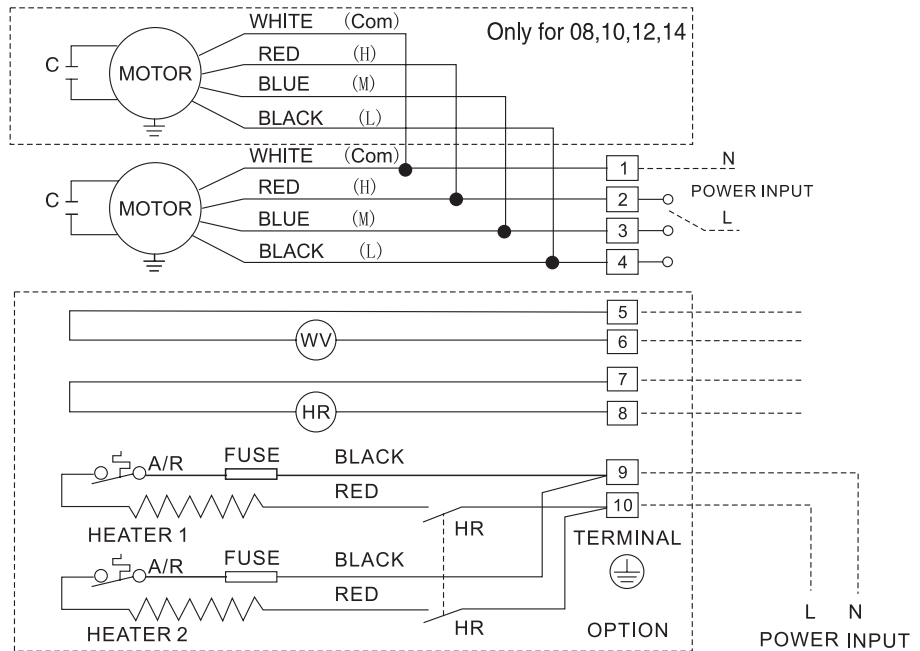 Only for 08,10,12,14
WHITE (Com)
RED (H)
C
MOTOR
BLUE (M)
BLACK (L)
WHITE (Com)
1
N
RED (H)
2
POWER INPUT
C
MOTOR
L
BLUE (M)
3
BLACK (L)
4
5
WV
6
7
HR
8
A/R
FUSE
BLACK
9
RED
10
HEATER 1
HR
TERMINAL
A/R
FUSE
BLACK
RED
HEATER 2
HR
OPTION
L N
POWER INPUT